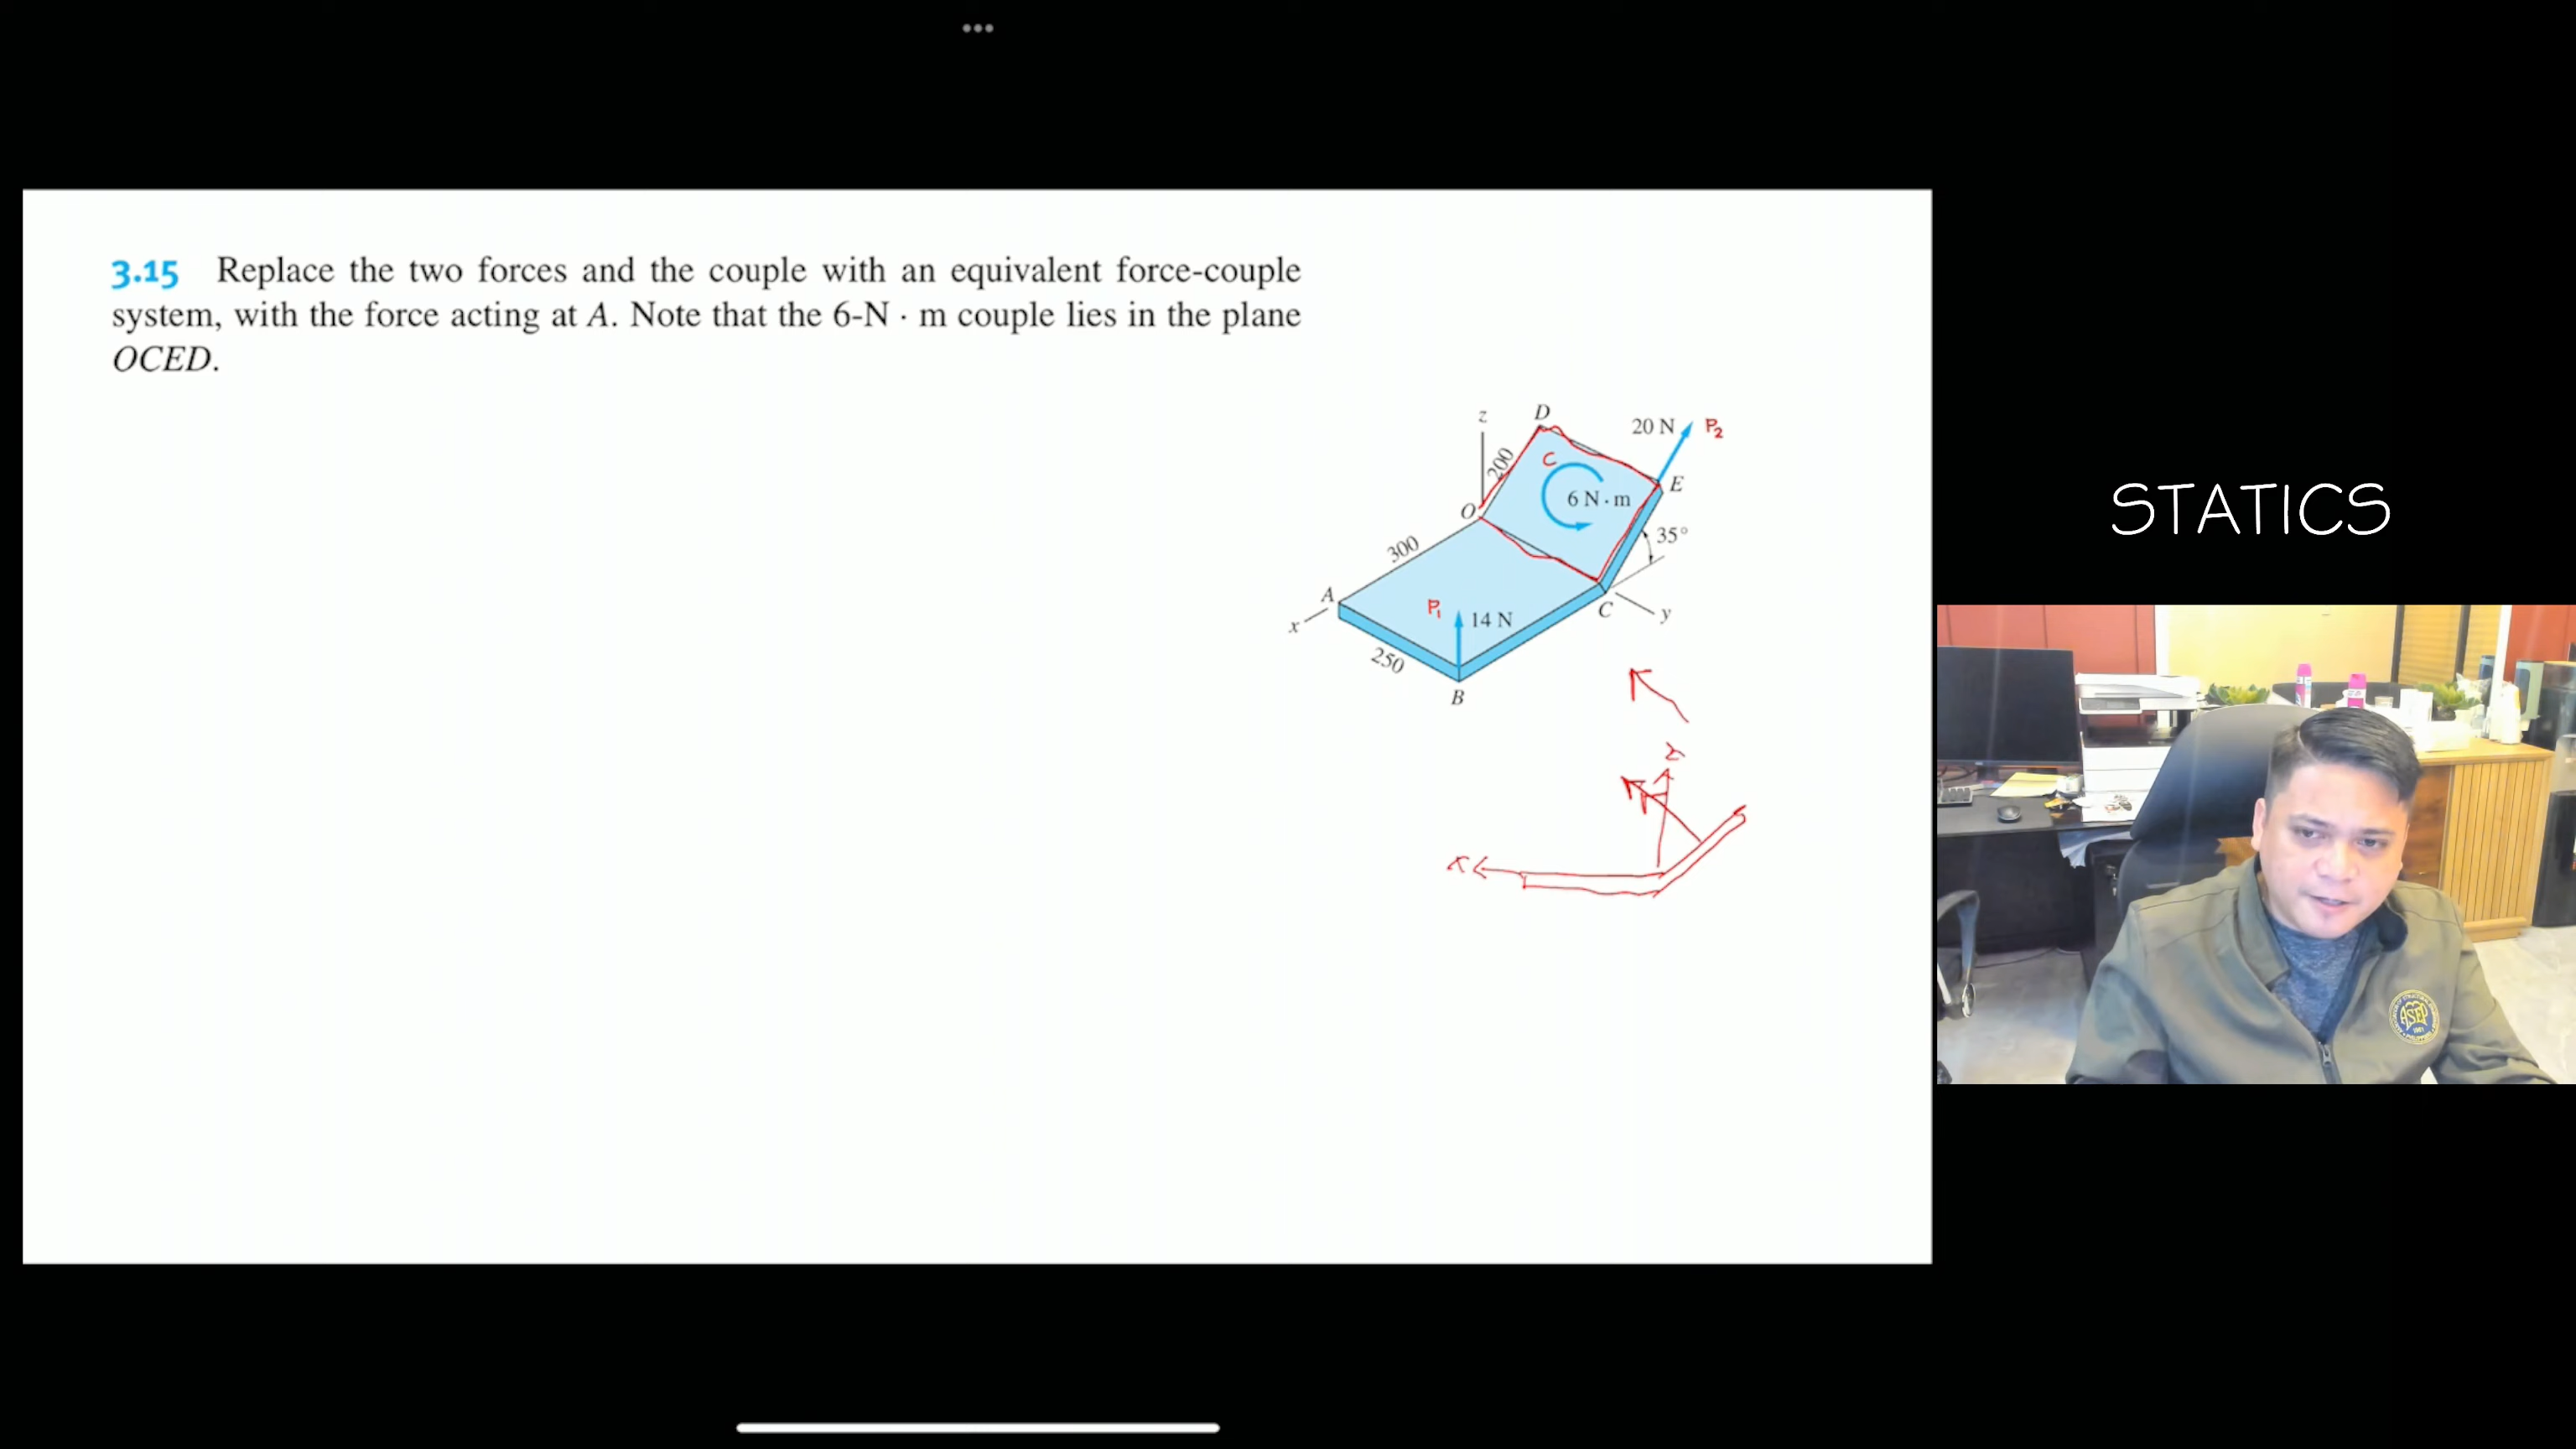 3.15 Replace the two forces and the couple with an equivalent force-couple
system, with the force acting at A. Note that the 6-N · m couple lies in the plane
OCED.
z
D
20 N P₂
200
C
E
6 N · m
O
35°
300
A
P₁
14 N
C
y
x
250
B
z
x
STATICS
ASEP